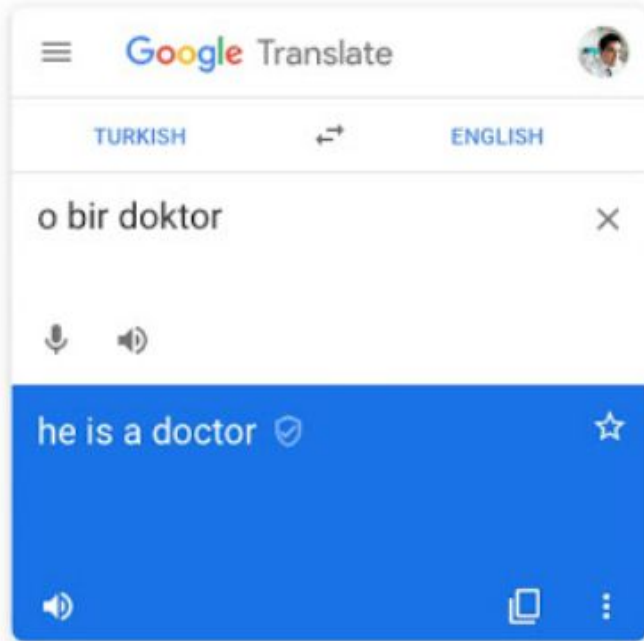 Google Translate
TURKISH ENGLISH
o bir doktor
he is a doctor